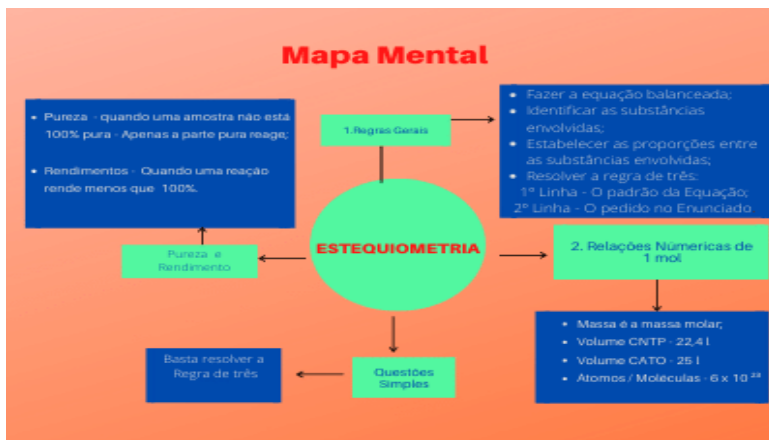 Mapa Mental
• Pureza - quando uma amostra não está
100% pura - Apenas a parte pura reage;
• Rendimentos - Quando uma reação
rende menos que 100%.
1.Regras Gerais
• Fazer a equação balanceada;
• Identificar as substâncias
envolvidas;
• Estabelecer as proporções entre
as substâncias envolvidas;
• Resolver a regra de três:
1º Linha - O padrão da Equação;
2º Linha - O pedido no Enunciado
ESTEQUIOMETRIA
Pureza e
Rendimento
2. Relações Númericas de
1 mol
• Massa é a massa molar;
• Volume CNTP - 22,4 l
• Volume CATO - 25 l
• Atomos / Moléculas - 6 x 10 ²³
Basta resolver a
Regra de três
Questões
Simples